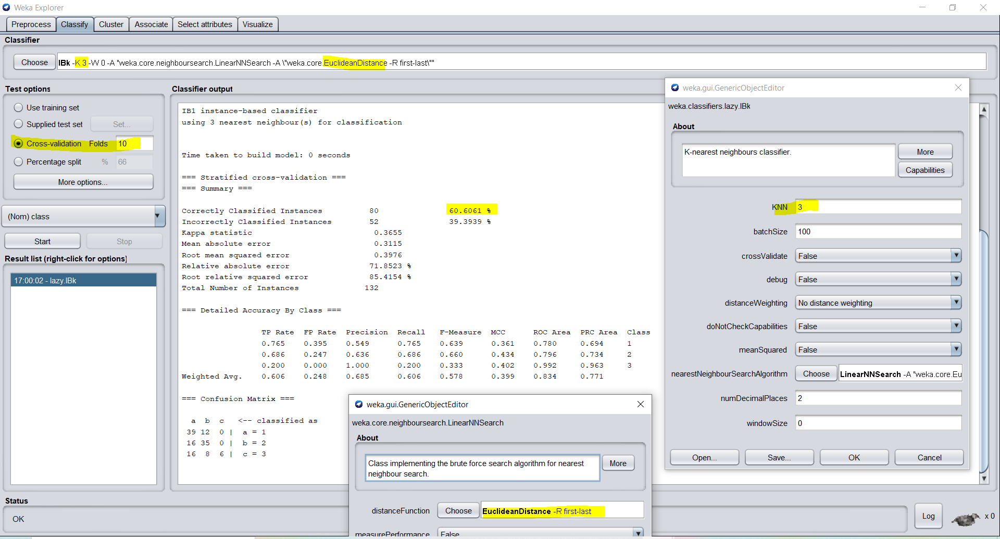 Weka Explorer
Preprocess Classify Cluster Associate Select attributes Visualize
Classifier
Choose IBk -K 3 -W 0 -A "weka.core.neighboursearch.LinearNNSearch -A \"weka.core.EuclideanDistance -R first-last\""
Test options
Use training set
Supplied test set Set...
Cross-validation Folds 10
Percentage split % 66
More options...
(Nom) class
Start Stop
Result list (right-click for options)
17:00:02 - lazy.IBk
Classifier output
IB1 instance-based classifier
using 3 nearest neighbour(s) for classification
Time taken to build model: 0 seconds
=== Stratified cross-validation ===
=== Summary ===
Correctly Classified Instances 80 60.6061 %
Incorrectly Classified Instances 52 39.3939 %
Kappa statistic 0.3655
Mean absolute error 0.3115
Root mean squared error 0.3976
Relative absolute error 71.8523 %
Root relative squared error 85.4154 %
Total Number of Instances 132
=== Detailed Accuracy By Class ===
TP Rate FP Rate Precision Recall F-Measure MCC ROC Area PRC Area Class
0.765 0.395 0.549 0.765 0.639 0.361 0.780 0.694 1
0.686 0.247 0.636 0.686 0.660 0.434 0.796 0.734 2
0.200 0.000 1.000 0.200 0.333 0.402 0.992 0.963 3
Weighted Avg. 0.606 0.248 0.685 0.606 0.578 0.399 0.834 0.771
=== Confusion Matrix ===
a b c <-- classified as
39 12 0 | a = 1
16 35 0 | b = 2
16 8 6 | c = 3
weka.gui.GenericObjectEditor
weka.classifiers.lazy.IBk
About
K-nearest neighbours classifier.
More
Capabilities
KNN 3
batchSize 100
crossValidate False
debug False
distanceWeighting No distance weighting
doNotCheckCapabilities False
meanSquared False
nearestNeighbourSearchAlgorithm Choose LinearNNSearch -A "weka.core.Eu
numDecimalPlaces 2
windowSize 0
Open... Save... OK Cancel
weka.gui.GenericObjectEditor
weka.core.neighboursearch.LinearNNSearch
About
Class implementing the brute force search algorithm for nearest
neighbour search.
More
distanceFunction Choose EuclideanDistance -R first-last
measurePerformance False
Status
OK
Log x 0